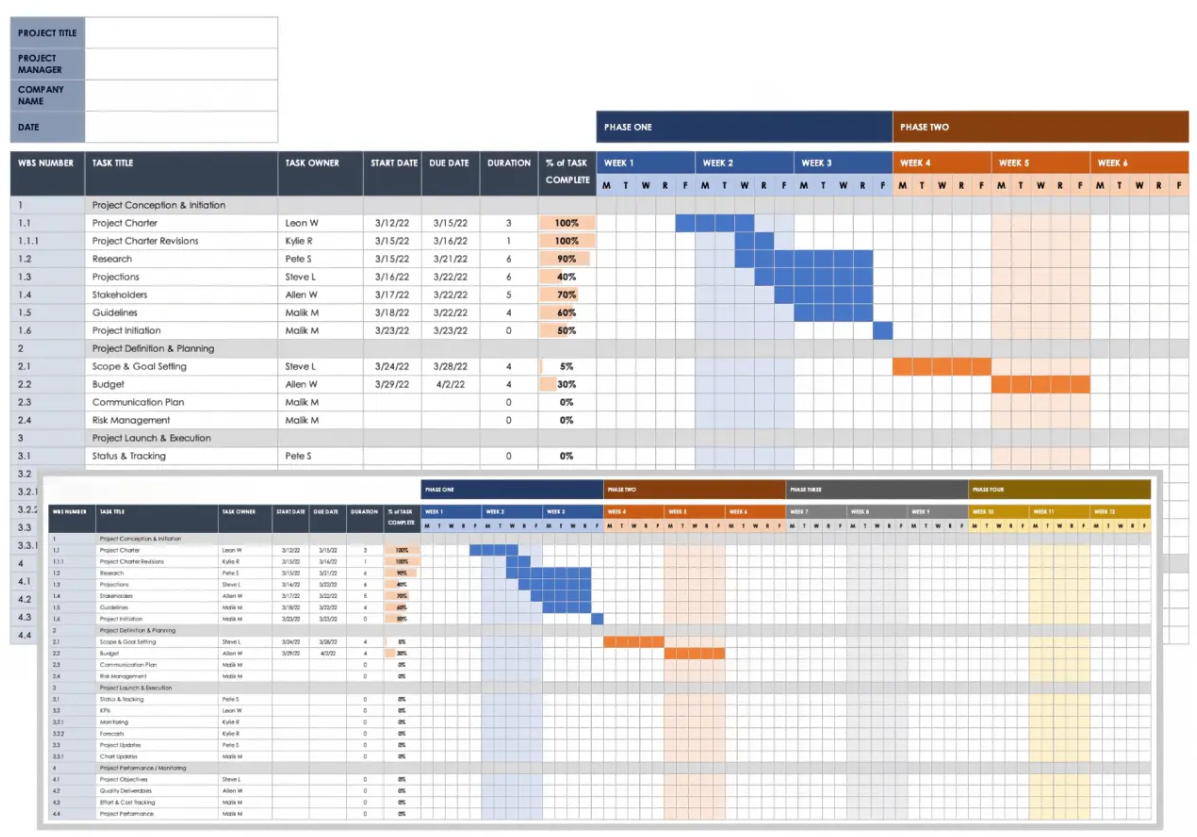 PROJECT TITLE
PROJECT
MANAGER
COMPANY
NAME
DATE
PHASE ONE PHASE TWO
WBS NUMBER TASK TITLE TASK OWNER START DATE DUE DATE DURATION % of TASK COMPLETE WEEK 1 WEEK 2 WEEK 3 WEEK 4 WEEK 5 WEEK 6
M T W R F M T W R F M T W R F M T W R F M T W R F M T W R F
1 Project Conception & Initiation
1.1 Project Charter Leon W 3/12/22 3/15/22 3 100%
1.1.1 Project Charter Revisions Kylie R 3/15/22 3/16/22 1 100%
1.2 Research Pete S 3/15/22 3/21/22 6 90%
1.3 Projections Steve L 3/16/22 3/22/22 6 40%
1.4 Stakeholders Allen W 3/17/22 3/22/22 5 70%
1.5 Guidelines Malik M 3/18/22 3/22/22 4 60%
1.6 Project Initiation Malik M 3/23/22 3/23/22 0 50%
2 Project Definition & Planning
2.1 Scope & Goal Setting Steve L 3/24/22 3/28/22 4 5%
2.2 Budget Allen W 3/29/22 4/2/22 4 30%
2.3 Communication Plan Malik M 0 0%
2.4 Risk Management Malik M 0 0%
3 Project Launch & Execution
3.1 Status & Tracking Pete S 0 0%
3.2
3.2.1
3.2.2
3.3
3.3.1
4
4.1
4.2
4.3
4.4
PHASE ONE PHASE TWO PHASE THREE PHASE FOUR
WBS NUMBER TASK TITLE TASK OWNER START DATE DUE DATE DURATION % of TASK COMPLETE WEEK 1 WEEK 2 WEEK 3 WEEK 4 WEEK 5 WEEK 6 WEEK 7 WEEK 8 WEEK 9 WEEK 10 WEEK 11 WEEK 12
M T W R F M T W R F M T W R F M T W R F M T W R F M T W R F M T W R F M T W R F M T W R F M T W R F M T W R F M T W R F
1 Project Conception & Initiation
1.1 Project Charter Leon W 3/12/22 3/15/22 3 100%
1.1.1 Project Charter Revisions Kylie R 3/15/22 3/16/22 1 100%
1.2 Research Pete S 3/15/22 3/21/22 6 90%
1.3 Projections Steve L 3/16/22 3/22/22 6 40%
1.4 Stakeholders Allen W 3/17/22 3/22/22 5 70%
1.5 Guidelines Malik M 3/18/22 3/22/22 4 60%
1.6 Project Initiation Malik M 3/23/22 3/23/22 0 50%
2 Project Definition & Planning
2.1 Scope & Goal Setting Steve L 3/24/22 3/28/22 4 5%
2.2 Budget Allen W 3/29/22 4/2/22 4 30%
2.3 Communication Plan Malik M 0 0%
2.4 Risk Management Malik M 0 0%
3 Project Launch & Execution
3.1 Status & Tracking Pete S 0 0%
3.2 KPIs Leon W 0 0%
3.2.1 Monitoring Kylie R 0 0%
3.2.2 Forecasts Kylie R 0 0%
3.3 Project Updates Pete S 0 0%
3.3.1 Chart Updates Malik M 0 0%
4 Project Performance / Monitoring
4.1 Project Objectives Steve L 0 0%
4.2 Quality Deliverables Allen W 0 0%
4.3 Effort & Cost Tracking Malik M 0 0%
4.4 Project Performance Malik M 0 0%